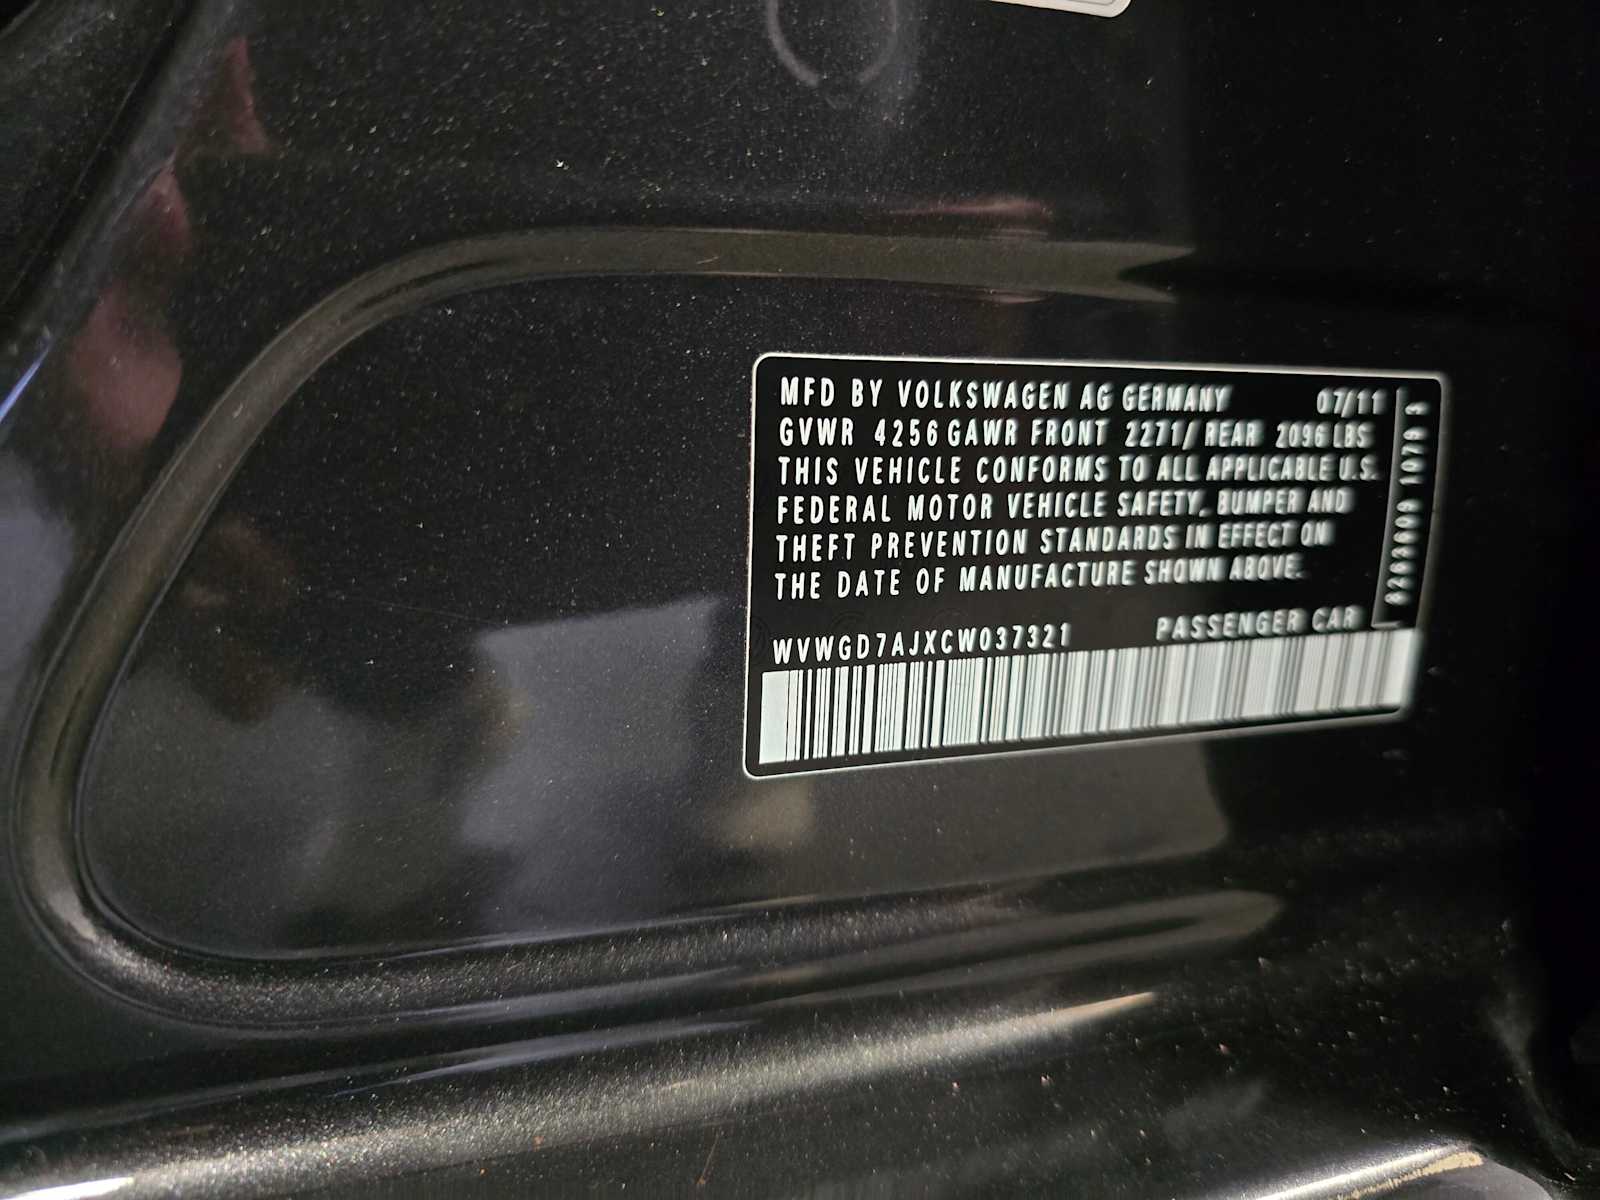 MFD BY VOLKSWAGEN AG GERMANY 07/11
GVWR 4256 GAWR FRONT 2271/ REAR 2096 LBS
THIS VEHICLE CONFORMS TO ALL APPLICABLE U.S.
FEDERAL MOTOR VEHICLE SAFETY, BUMPER AND
THEFT PREVENTION STANDARDS IN EFFECT ON
THE DATE OF MANUFACTURE SHOWN ABOVE.
WVWGD7AJXCW037321 PASSENGER CAR